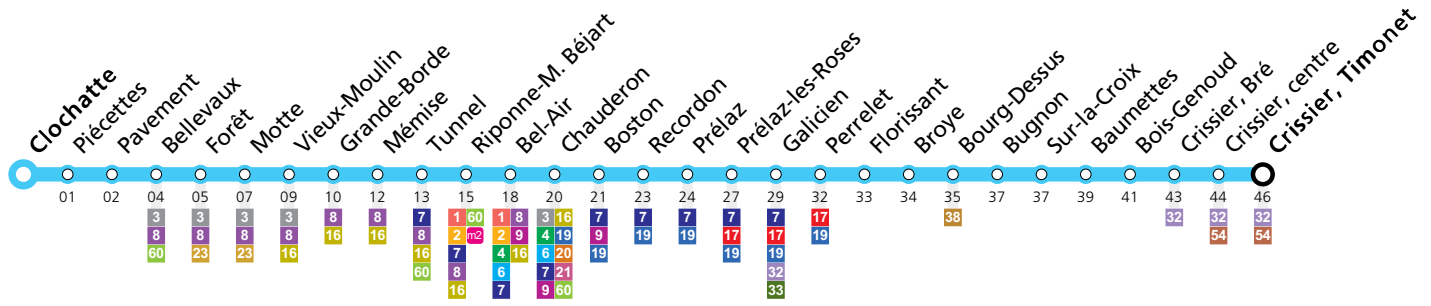 Clochatte
Piécettes
Pavement
Bellevaux
Forêt
Motte
Vieux-Moulin
Grande-Borde
Mémise
Tunnel
Riponne-M. Béjart
Bel-Air
Chauderon
Boston
Recordon
Prélaz
Prélaz-les-Roses
Galicien
Perrelet
Florissant
Broye
Bourg-Dessus
Bugnon
Sur-la-Croix
Baumettes
Bois-Genoud
Crissier, Bré
Crissier, centre
Crissier, Timonet
01 02 04 05 07 09 10 12 13 15 18 20 21 23 24 27 29 32 33 34 35 37 37 39 41 43 44 46
3 3 3 3 8 8 7 1 60 1 8 3 16 7 7 7 7 7 17 38 32 32 32
8 8 8 8 16 16 8 2 m2 2 9 4 19 9 19 19 17 17 19 54 54
60 23 23 16 16 7 4 16 6 20 19 19 19
60 8 6 7 21 32
16 7 9 60 33